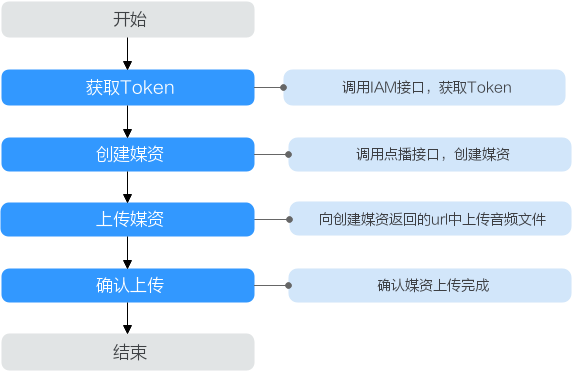 开始
获取Token
调用IAM接口，获取Token
创建媒资
调用点播接口，创建媒资
上传媒资
向创建媒资返回的url中上传音频文件
确认上传
确认媒资上传完成
结束